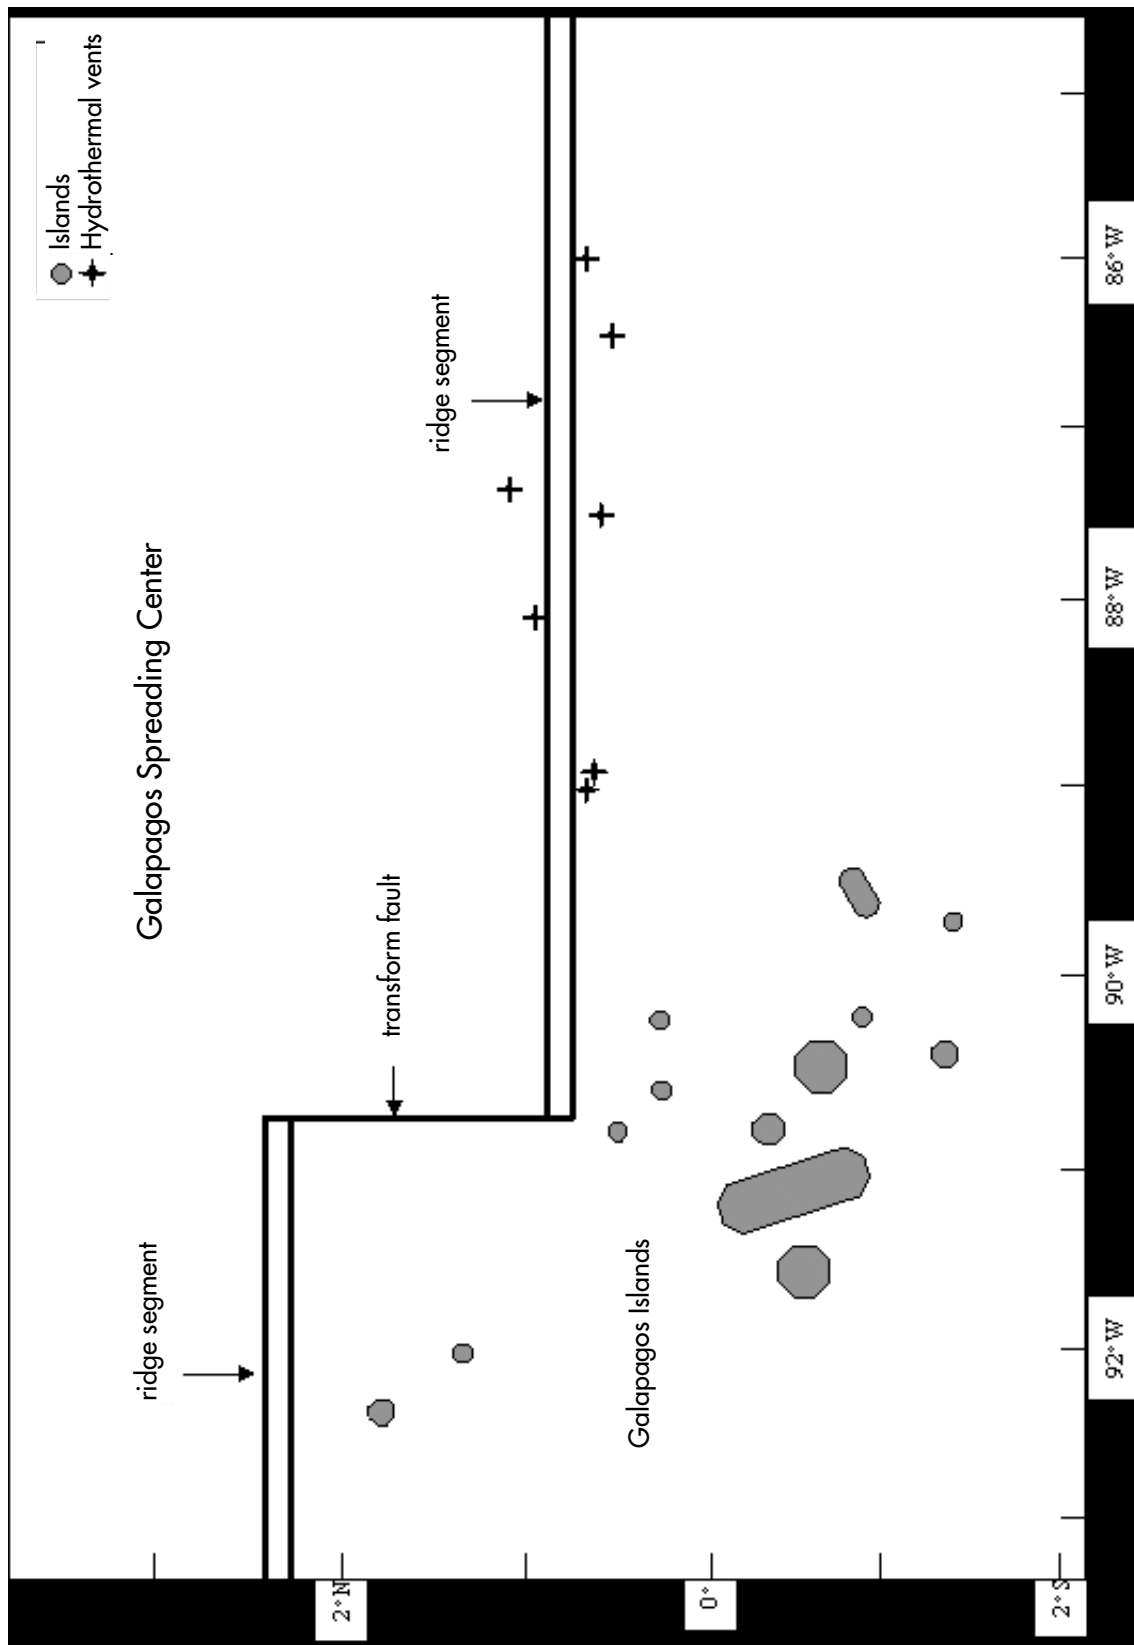 Galapagos Spreading Center
Islands
Hydrothermal vents
ridge segment
transform fault
ridge segment
Galapagos Islands
2°N
0°
2°S
92°W
90°W
88°W
86°W